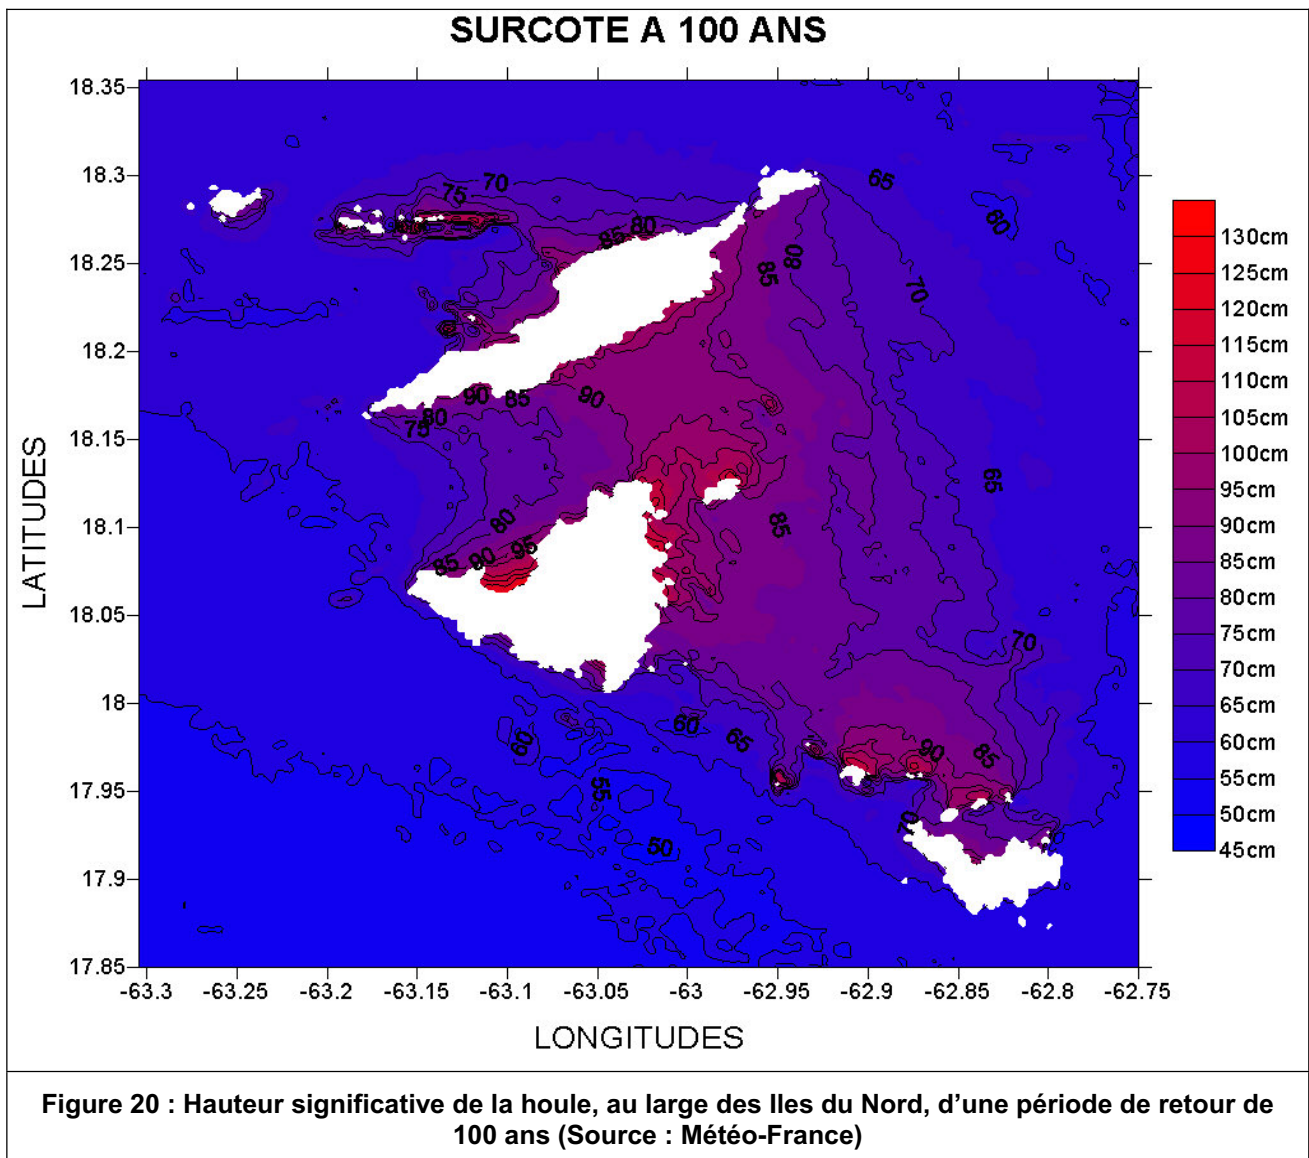 SURCOTE A 100 ANS
18.35
18.3
18.25
18.2
18.15
18.1
18.05
18
17.95
17.9
17.85
LATITUDES
-63.3 -63.25 -63.2 -63.15 -63.1 -63.05 -63 -62.95 -62.9 -62.85 -62.8 -62.75
LONGITUDES
70
75
65
60
80
85
80
85
70
90
85
90
80
75
65
80
85
90
95
85
70
60
65
60
90
85
55
70
50
130cm
125cm
120cm
115cm
110cm
105cm
100cm
95cm
90cm
85cm
80cm
75cm
70cm
65cm
60cm
55cm
50cm
45cm
Figure 20 : Hauteur significative de la houle, au large des Iles du Nord, d'une période de retour de
100 ans (Source : Météo-France)